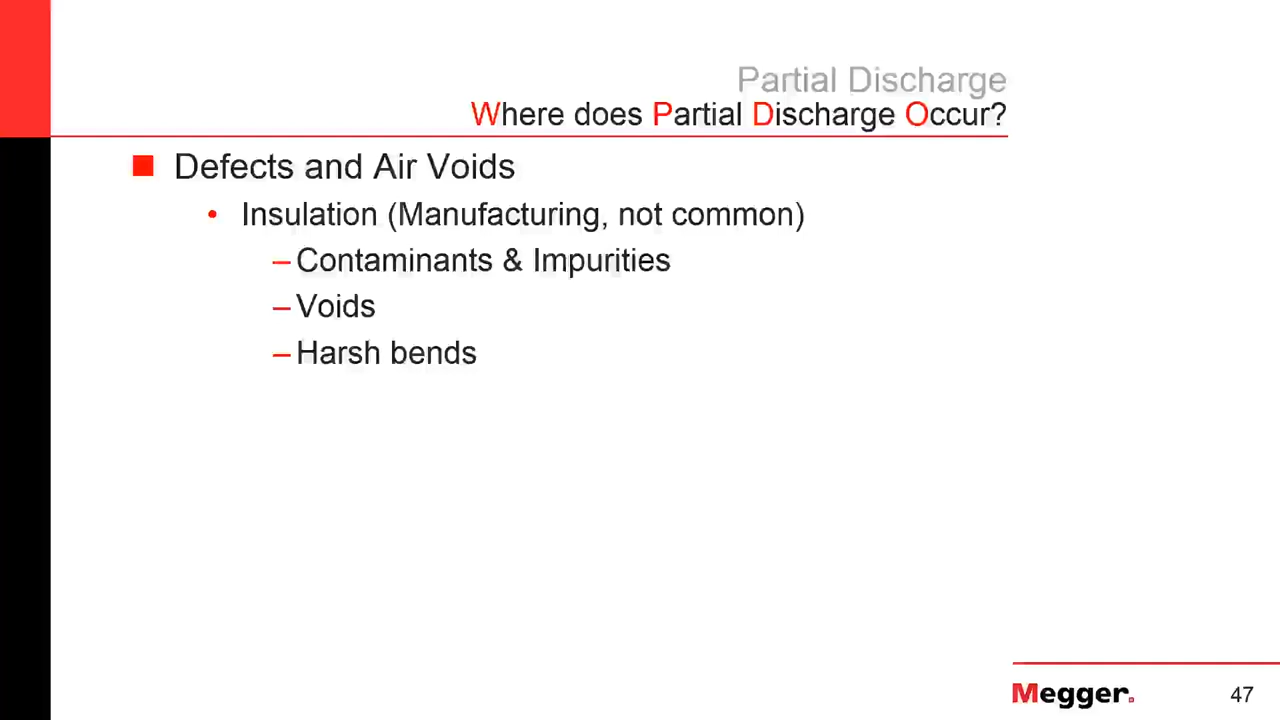 Partial Discharge
Where does Partial Discharge Occur?
■ Defects and Air Voids
• Insulation (Manufacturing, not common)
– Contaminants & Impurities
– Voids
– Harsh bends
Megger.
47